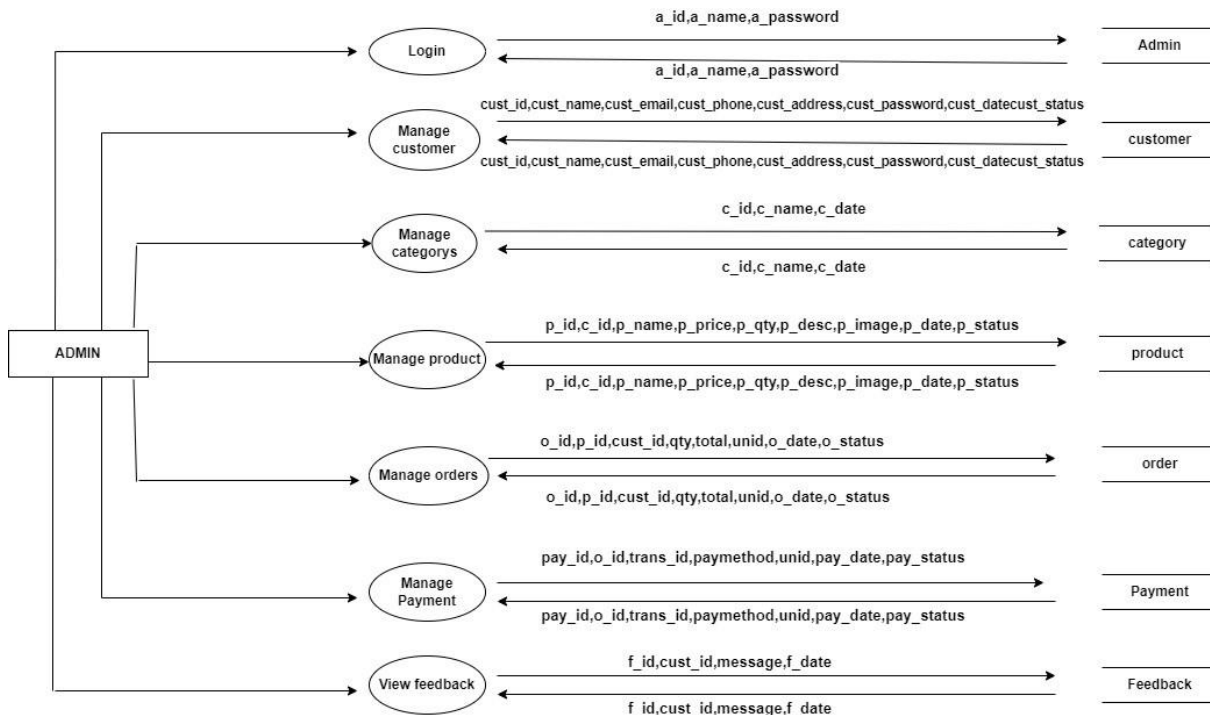 a_id,a_name,a_password
Login
Admin
a_id,a_name,a_password
cust_id,cust_name,cust_email,cust_phone,cust_address,cust_password,cust_datecust_status
Manage
customer
customer
cust_id,cust_name,cust_email,cust_phone,cust_address,cust_password,cust_datecust_status
c_id,c_name,c_date
Manage
categorys
category
c_id,c_name,c_date
p_id,c_id,p_name,p_price,p_qty,p_desc,p_image,p_date,p_status
ADMIN
Manage product
product
p_id,c_id,p_name,p_price,p_qty,p_desc,p_image,p_date,p_status
o_id,p_id,cust_id,qty,total,unid,o_date,o_status
Manage orders
order
o_id,p_id,cust_id,qty,total,unid,o_date,o_status
pay_id,o_id,trans_id,paymethod,unid,pay_date,pay_status
Manage
Payment
Payment
pay_id,o_id,trans_id,paymethod,unid,pay_date,pay_status
f_id,cust_id,message,f_date
View feedback
Feedback
f_id,cust_id,message,f_date